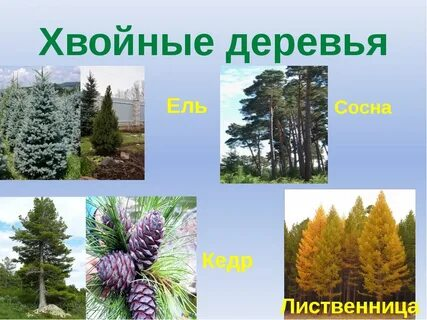 Хвойные деревья
Ель
Сосна
Кедр
Лиственница